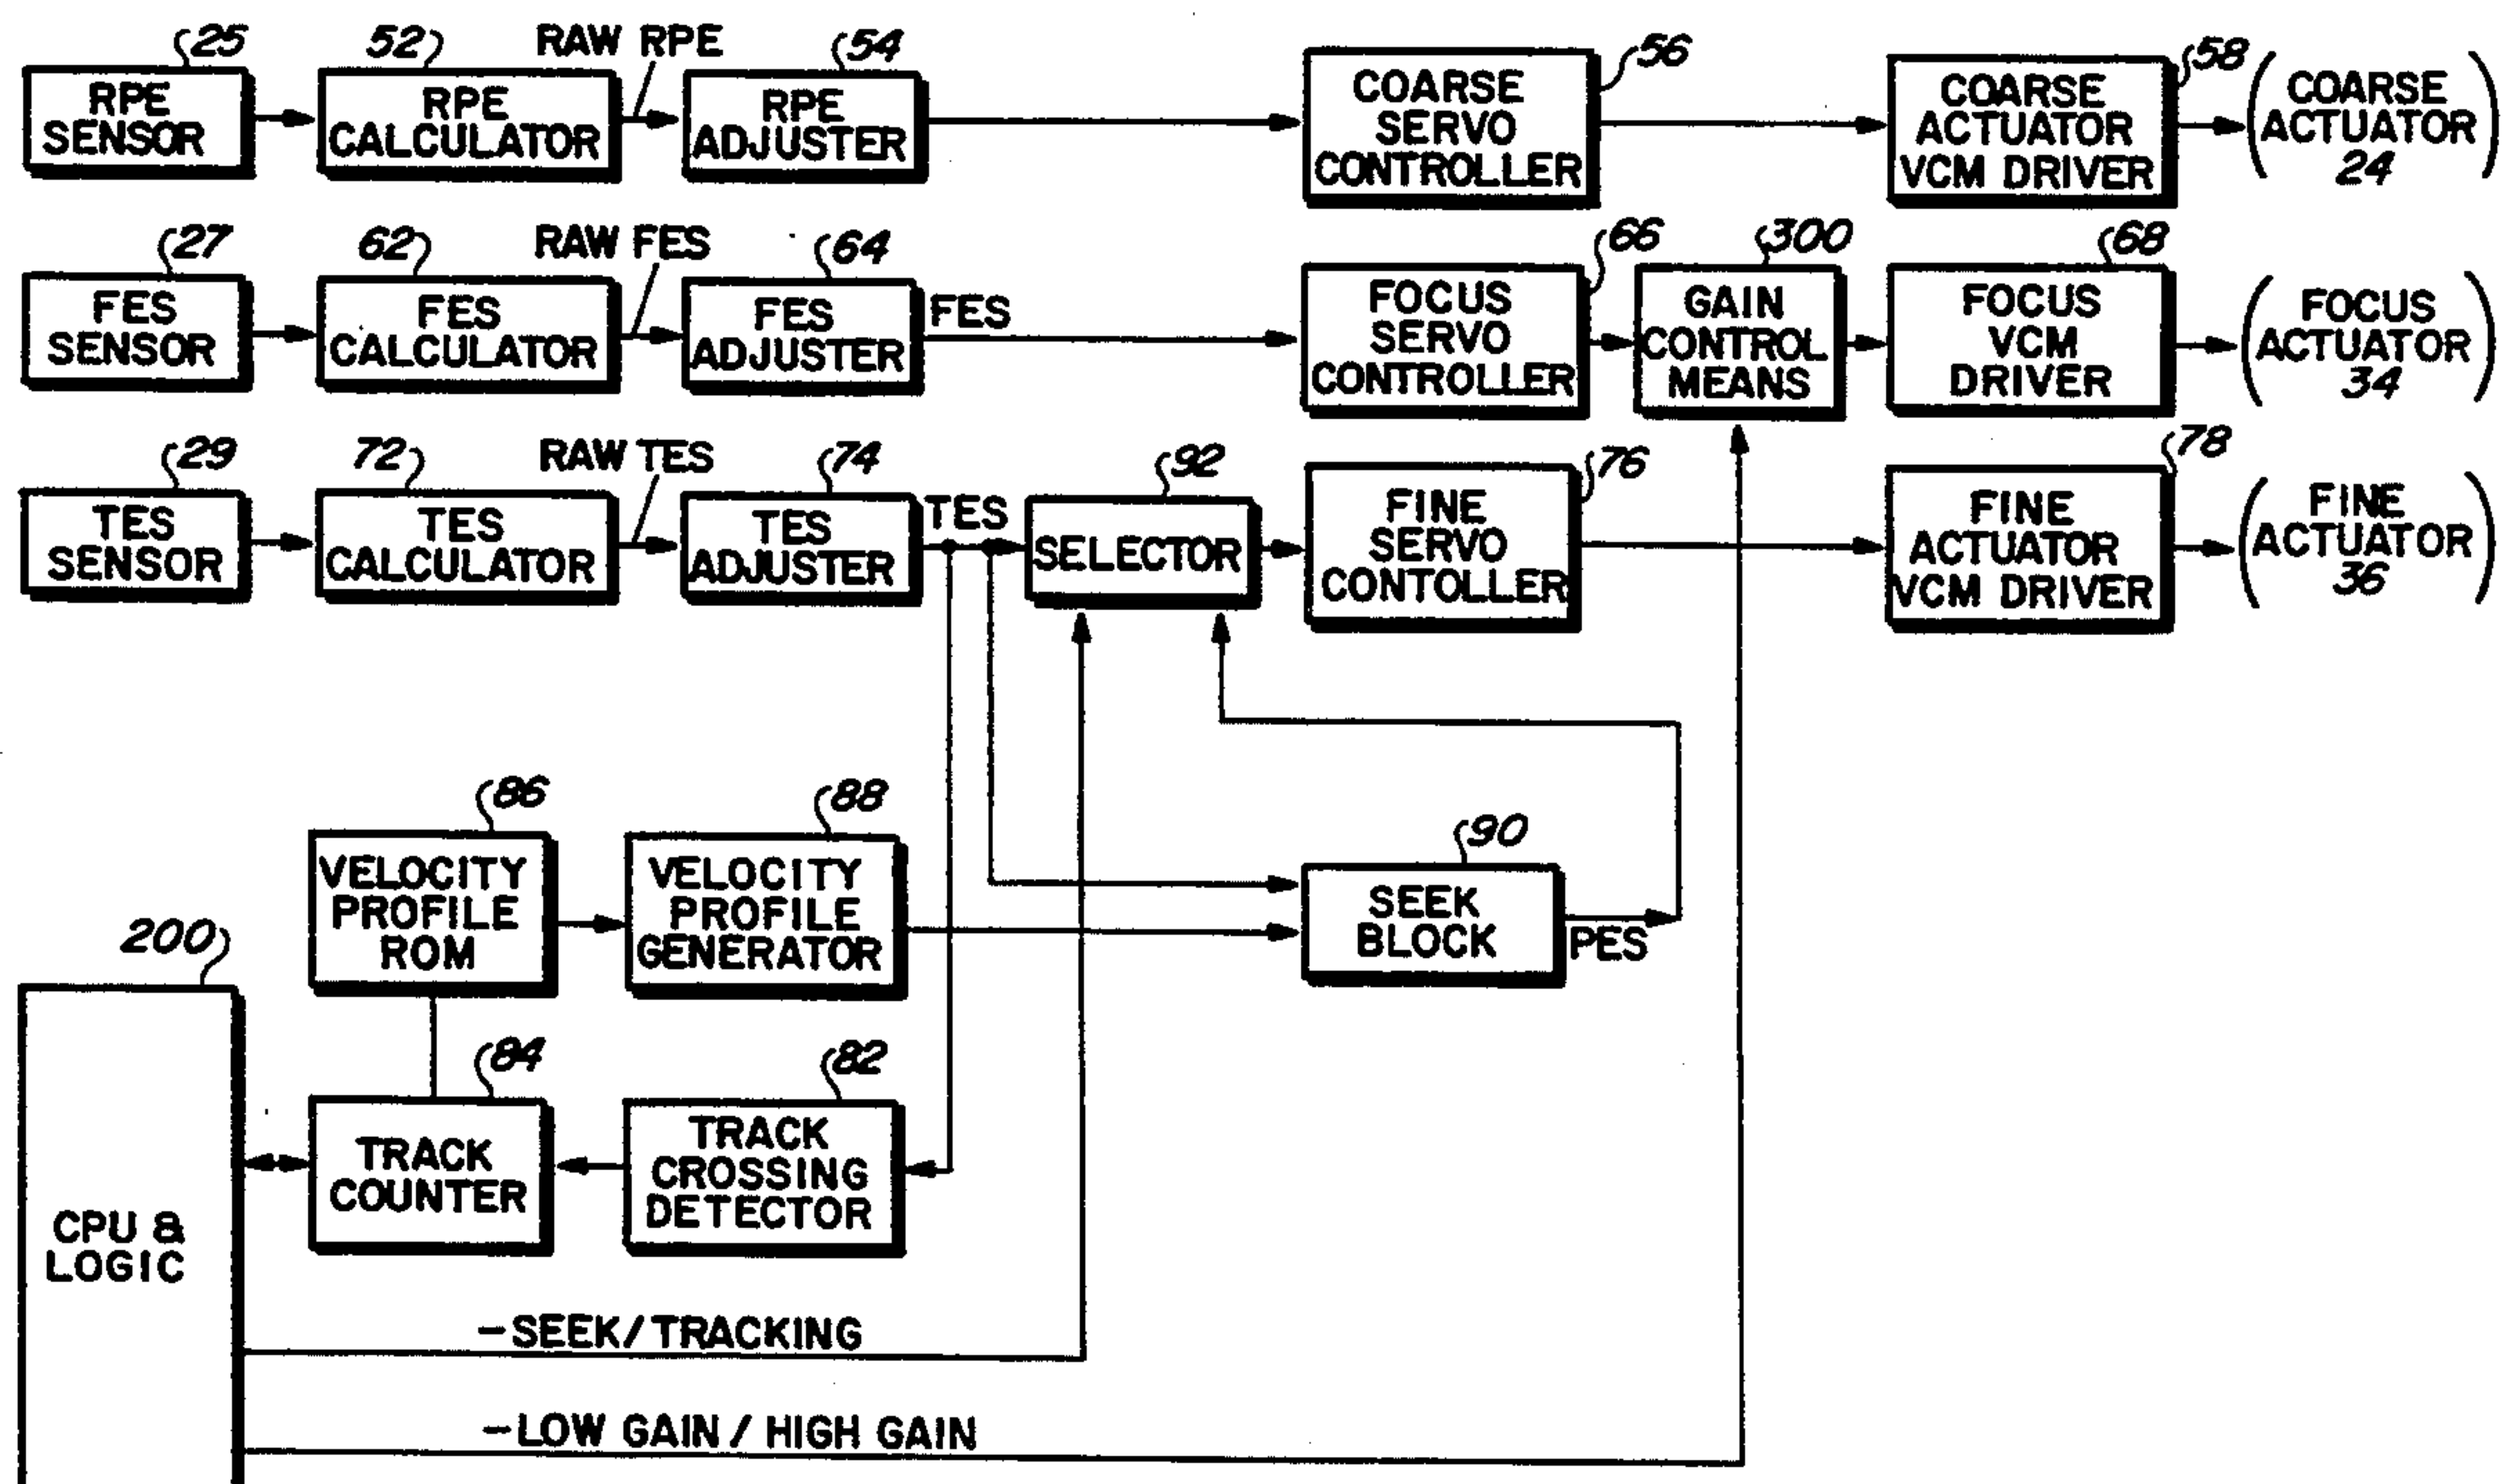 25
52
RAW RPE
54
56
58
RPE
SENSOR
RPE
CALCULATOR
RPE
ADJUSTER
COARSE
SERVO
CONTROLLER
COARSE
ACTUATOR
VCM DRIVER
(COARSE
ACTUATOR
24)
27
62
RAW FES
64
66
300
68
FES
SENSOR
FES
CALCULATOR
FES
ADJUSTER
FES
FOCUS
SERVO
CONTROLLER
GAIN
CONTROL
MEANS
FOCUS
VCM
DRIVER
(FOCUS
ACTUATOR
34)
29
72
RAW TES
74
92
76
78
TES
SENSOR
TES
CALCULATOR
TES
ADJUSTER
TES
SELECTOR
FINE
SERVO
CONTOLLER
FINE
ACTUATOR
VCM DRIVER
(FINE
ACTUATOR
36)
86
88
90
VELOCITY
PROFILE
ROM
VELOCITY
PROFILE
GENERATOR
SEEK
BLOCK
PES
200
84
82
CPU &
LOGIC
TRACK
COUNTER
TRACK
CROSSING
DETECTOR
-SEEK/TRACKING
-LOW GAIN / HIGH GAIN